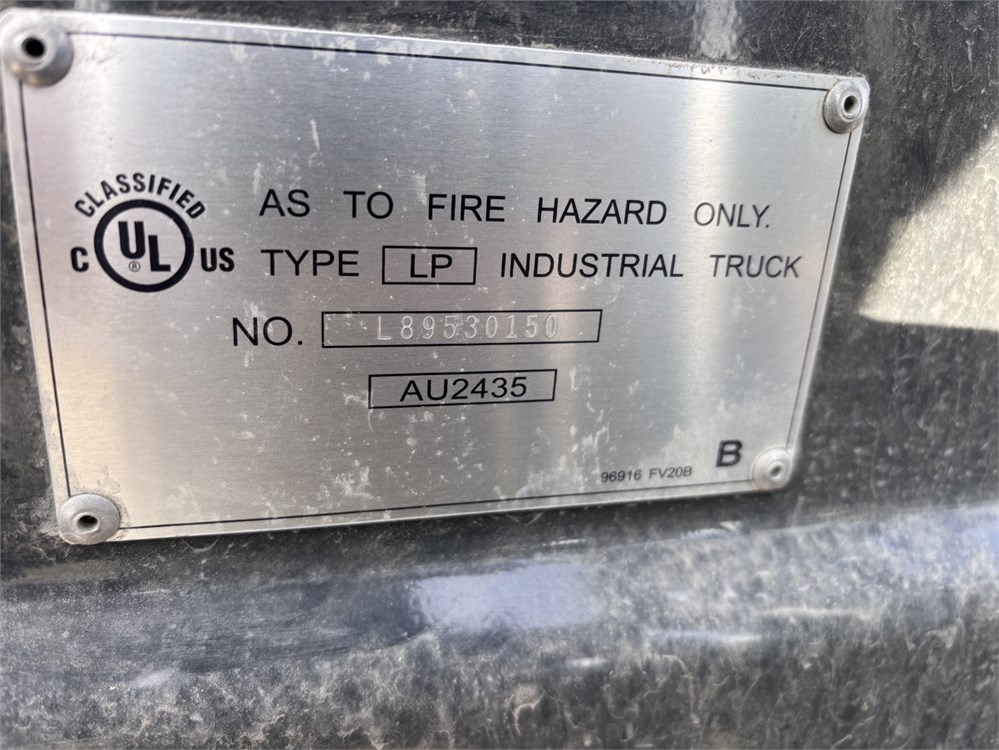 CLASSIFIED
C UL ® US
AS TO FIRE HAZARD ONLY.
TYPE LP INDUSTRIAL TRUCK
NO. L89530150
AU2435
B
96916 FV20B